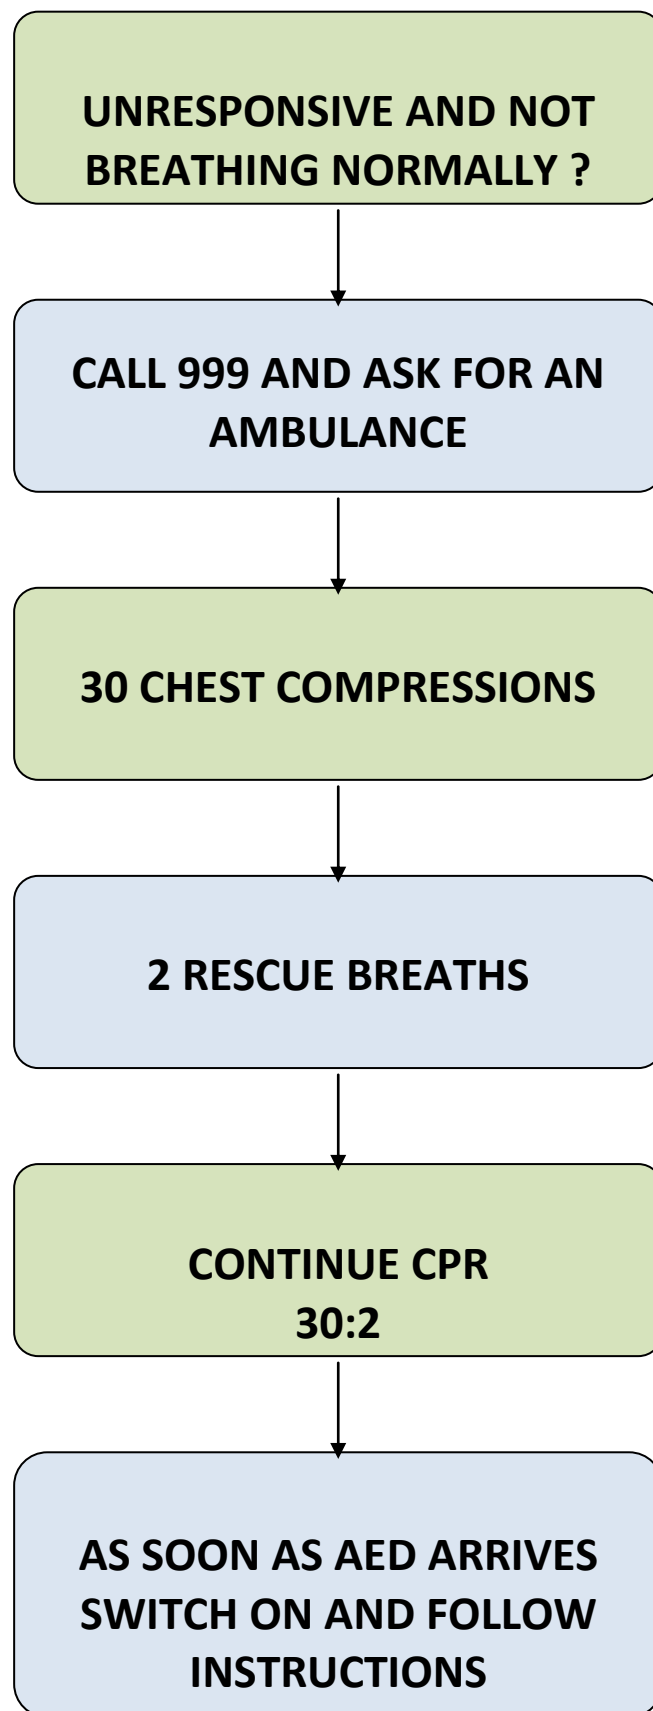 UNRESPONSIVE AND NOT
BREATHING NORMALLY ?
CALL 999 AND ASK FOR AN
AMBULANCE
30 CHEST COMPRESSIONS
2 RESCUE BREATHS
CONTINUE CPR
30:2
AS SOON AS AED ARRIVES
SWITCH ON AND FOLLOW
INSTRUCTIONS